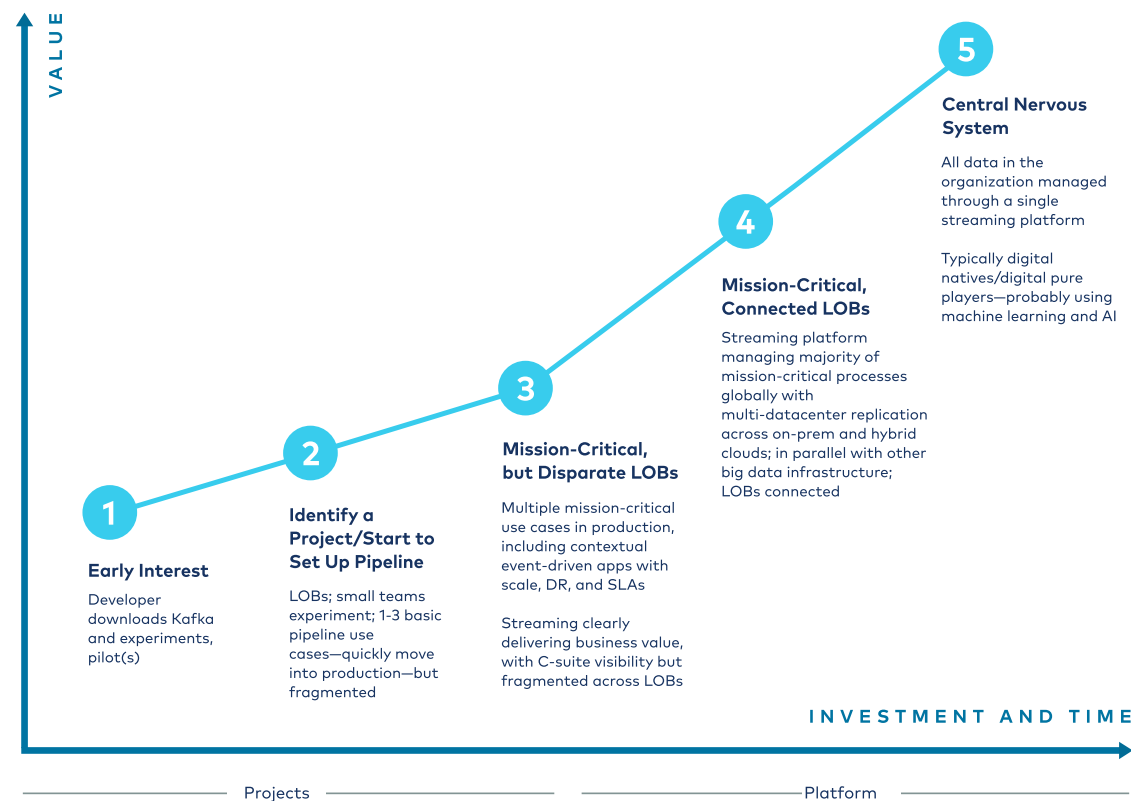 VALUE
1
Early Interest
Developer
downloads Kafka
and experiments,
pilot(s)
2
Identify a
Project/Start to
Set Up Pipeline
LOBs; small teams
experiment; 1-3 basic
pipeline use
cases—quickly move
into production—but
fragmented
3
Mission-Critical,
but Disparate LOBs
Multiple mission-critical
use cases in production,
including contextual
event-driven apps with
scale, DR, and SLAs
Streaming clearly
delivering business value,
with C-suite visibility but
fragmented across LOBs
4
Mission-Critical,
Connected LOBs
Streaming platform
managing majority of
mission-critical processes
globally with
multi-datacenter replication
across on-prem and hybrid
clouds; in parallel with other
big data infrastructure;
LOBs connected
5
Central Nervous
System
All data in the
organization managed
through a single
streaming platform
Typically digital
natives/digital pure
players—probably using
machine learning and AI
INVESTMENT AND TIME
Projects
Platform